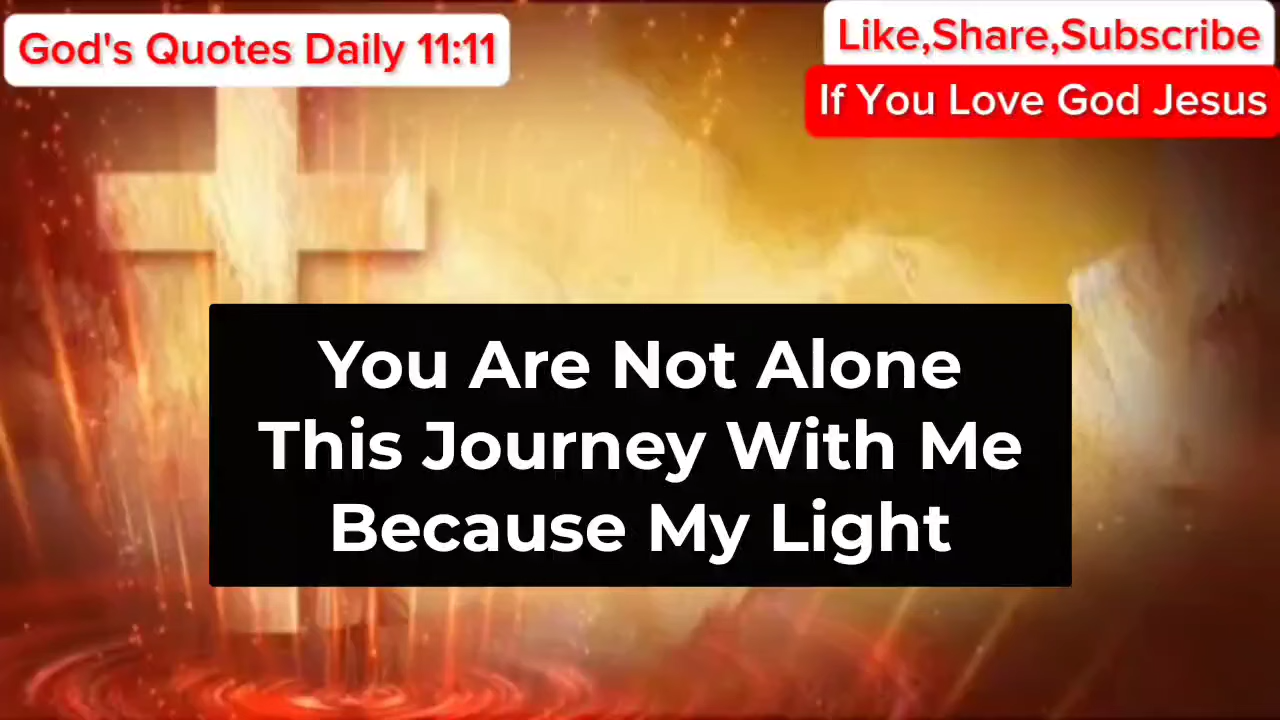 God's Quotes Daily 11:11
Like,Share,Subscribe
If You Love God Jesus
You Are Not Alone
This Journey With Me
Because My Light